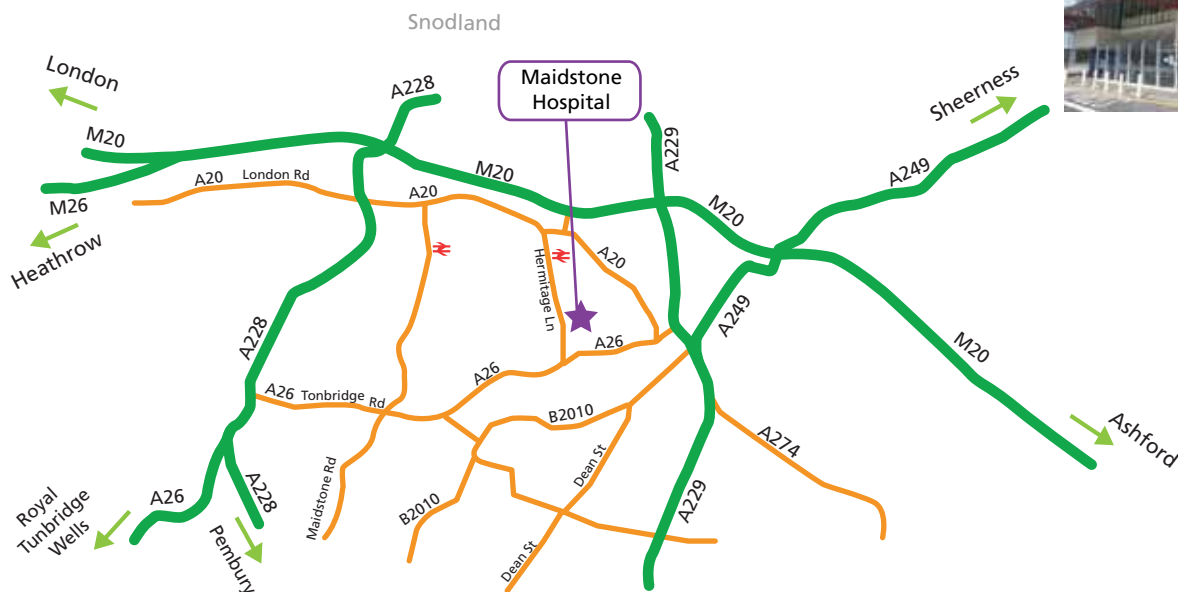 Snodland
London
A228
Maidstone
Hospital
Sheerness
M20
A229
A249
M20
A20
London Rd
A20
M20
M26
Heathrow
Hermitage Ln
A20
A249
A228
M20
A26
A26
A26
Tonbridge Rd
B2010
Ashford
A274
Dean St
Maidstone Rd
A228
A26
Royal
Tunbridge
Wells
B2010
A229
Pembury
Dean St